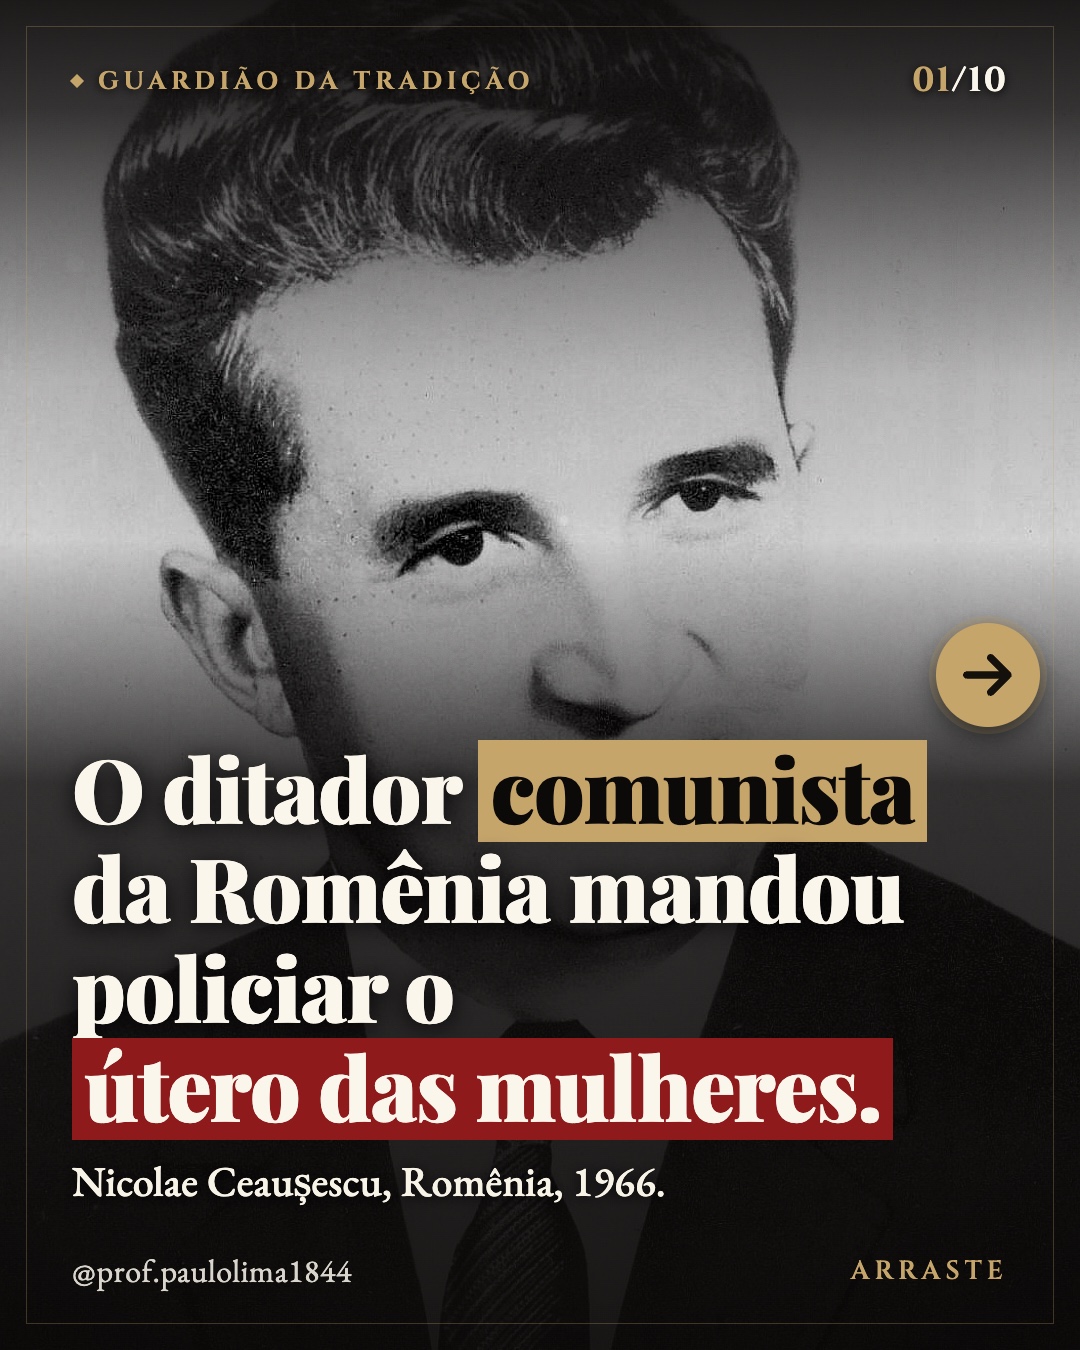 GUARDIÃO DA TRADIÇÃO
01/10
O ditador comunista
da Romênia mandou
policiar o
útero das mulheres.
Nicolae Ceaușescu, Romênia, 1966.
@prof.paulolima1844
ARRASTE